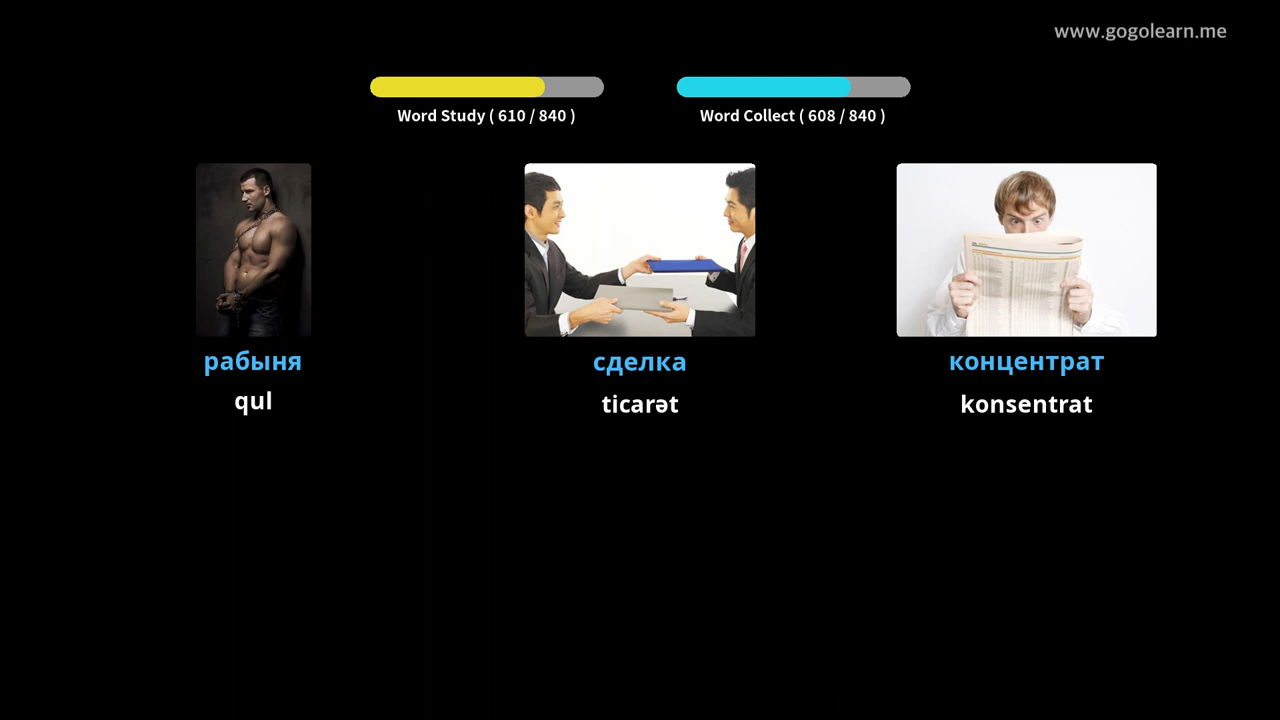 www.gogolearn.me
Word Study ( 610 / 840 )
Word Collect ( 608 / 840 )
рабыня
qul
сделка
ticarət
концентрат
konsentrat